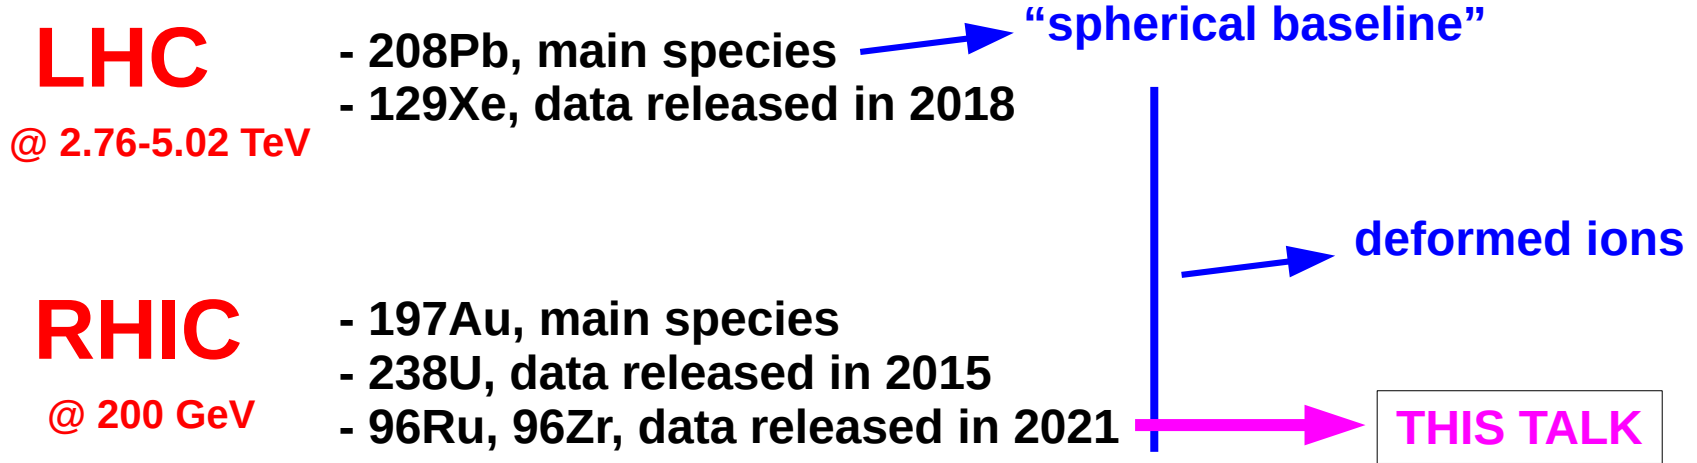 LHC
@ 2.76-5.02 TeV
- 208Pb, main species
- 129Xe, data released in 2018
“spherical baseline”
deformed ions
RHIC
@ 200 GeV
- 197Au, main species
- 238U, data released in 2015
- 96Ru, 96Zr, data released in 2021
THIS TALK